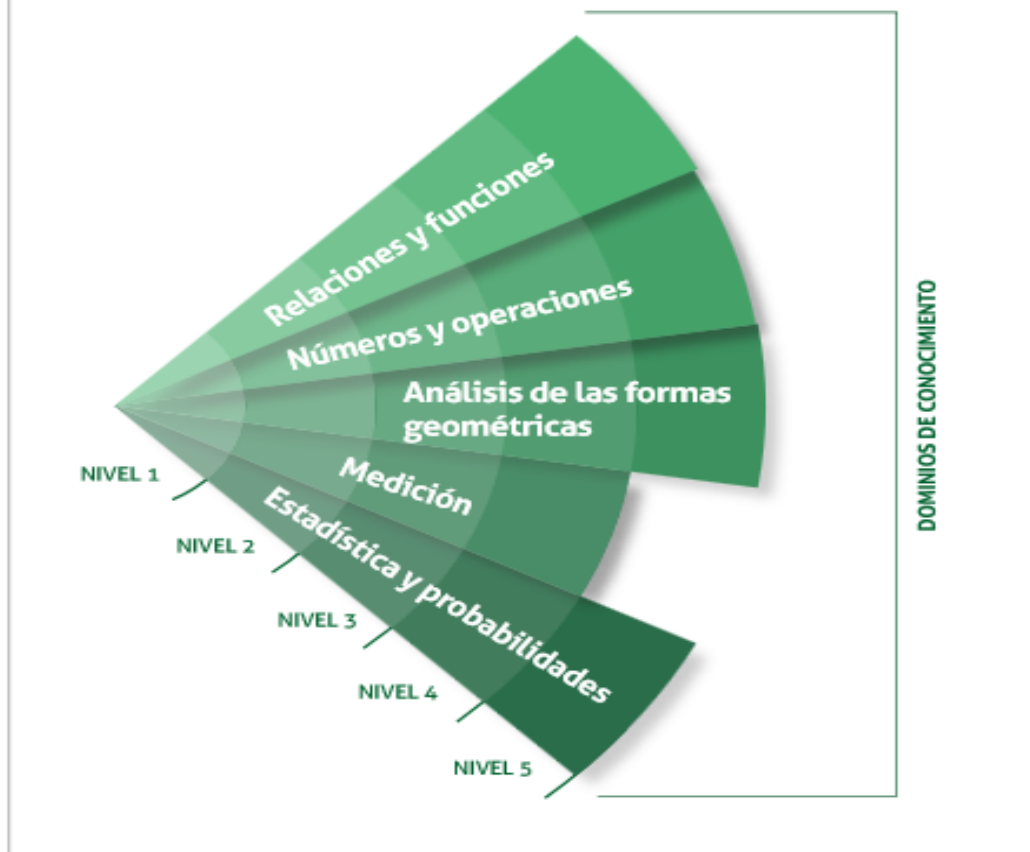 Relaciones y funciones
Números y operaciones
Análisis de las formas
geométricas
Medición
Estadística y probabilidades
NIVEL 1
NIVEL 2
NIVEL 3
NIVEL 4
NIVEL 5
DOMINIOS DE CONOCIMIENTO